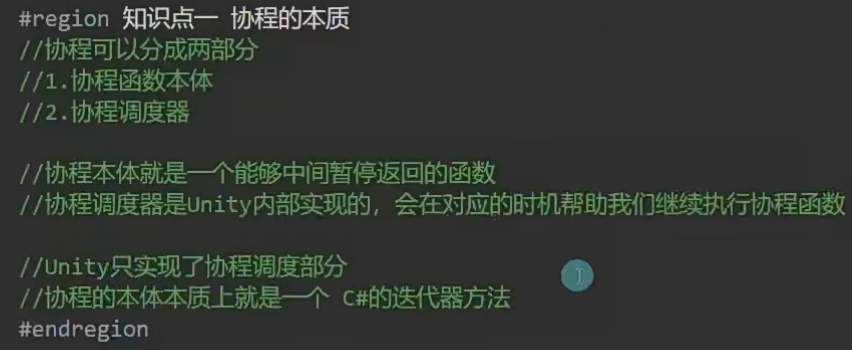 #region 知识点一 协程的本质
//协程可以分成两部分
//1.协程函数本体
//2.协程调度器
//协程本体就是一个能够中间暂停返回的函数
//协程调度器是Unity内部实现的，会在对应的时机帮助我们继续执行协程函数
//Unity只实现了协程调度部分
//协程的本体本质上就是一个 C#的迭代器方法
#endregion